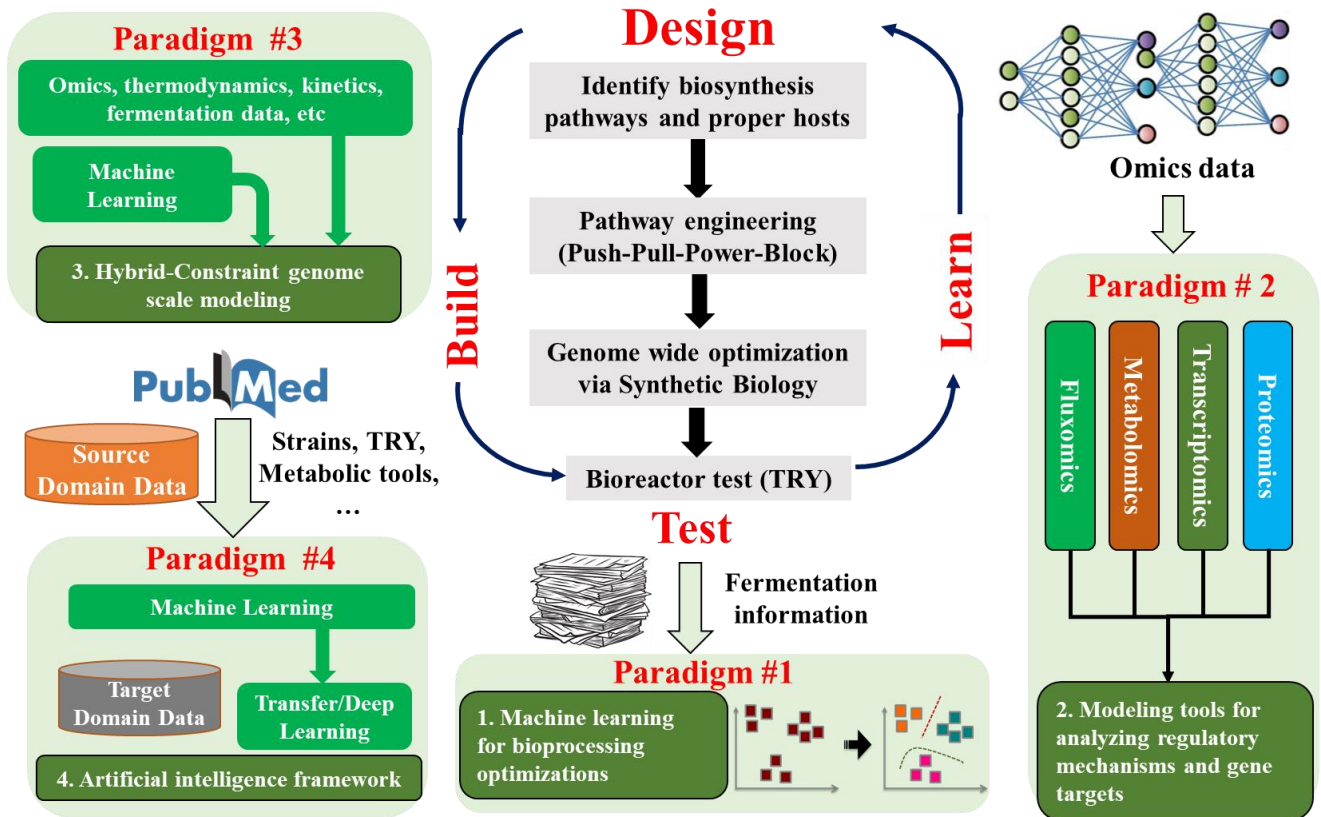 Paradigm #3
Omics, thermodynamics, kinetics,
fermentation data, etc
Machine
Learning
3. Hybrid-Constraint genome
scale modeling
PubMed
Source
Domain Data
Strains, TRY,
Metabolic tools,
…
Paradigm #4
Machine Learning
Target
Domain Data
Transfer/Deep
Learning
4. Artificial intelligence framework
Design
Identify biosynthesis
pathways and proper hosts
Pathway engineering
(Push-Pull-Power-Block)
Genome wide optimization
via Synthetic Biology
Bioreactor test (TRY)
Build
Learn
Test
Fermentation
information
Paradigm #1
1. Machine learning
for bioprocessing
optimizations
Omics data
Paradigm # 2
Fluxomics
Metabolomics
Transcriptomics
Proteomics
2. Modeling tools for
analyzing regulatory
mechanisms and gene
targets